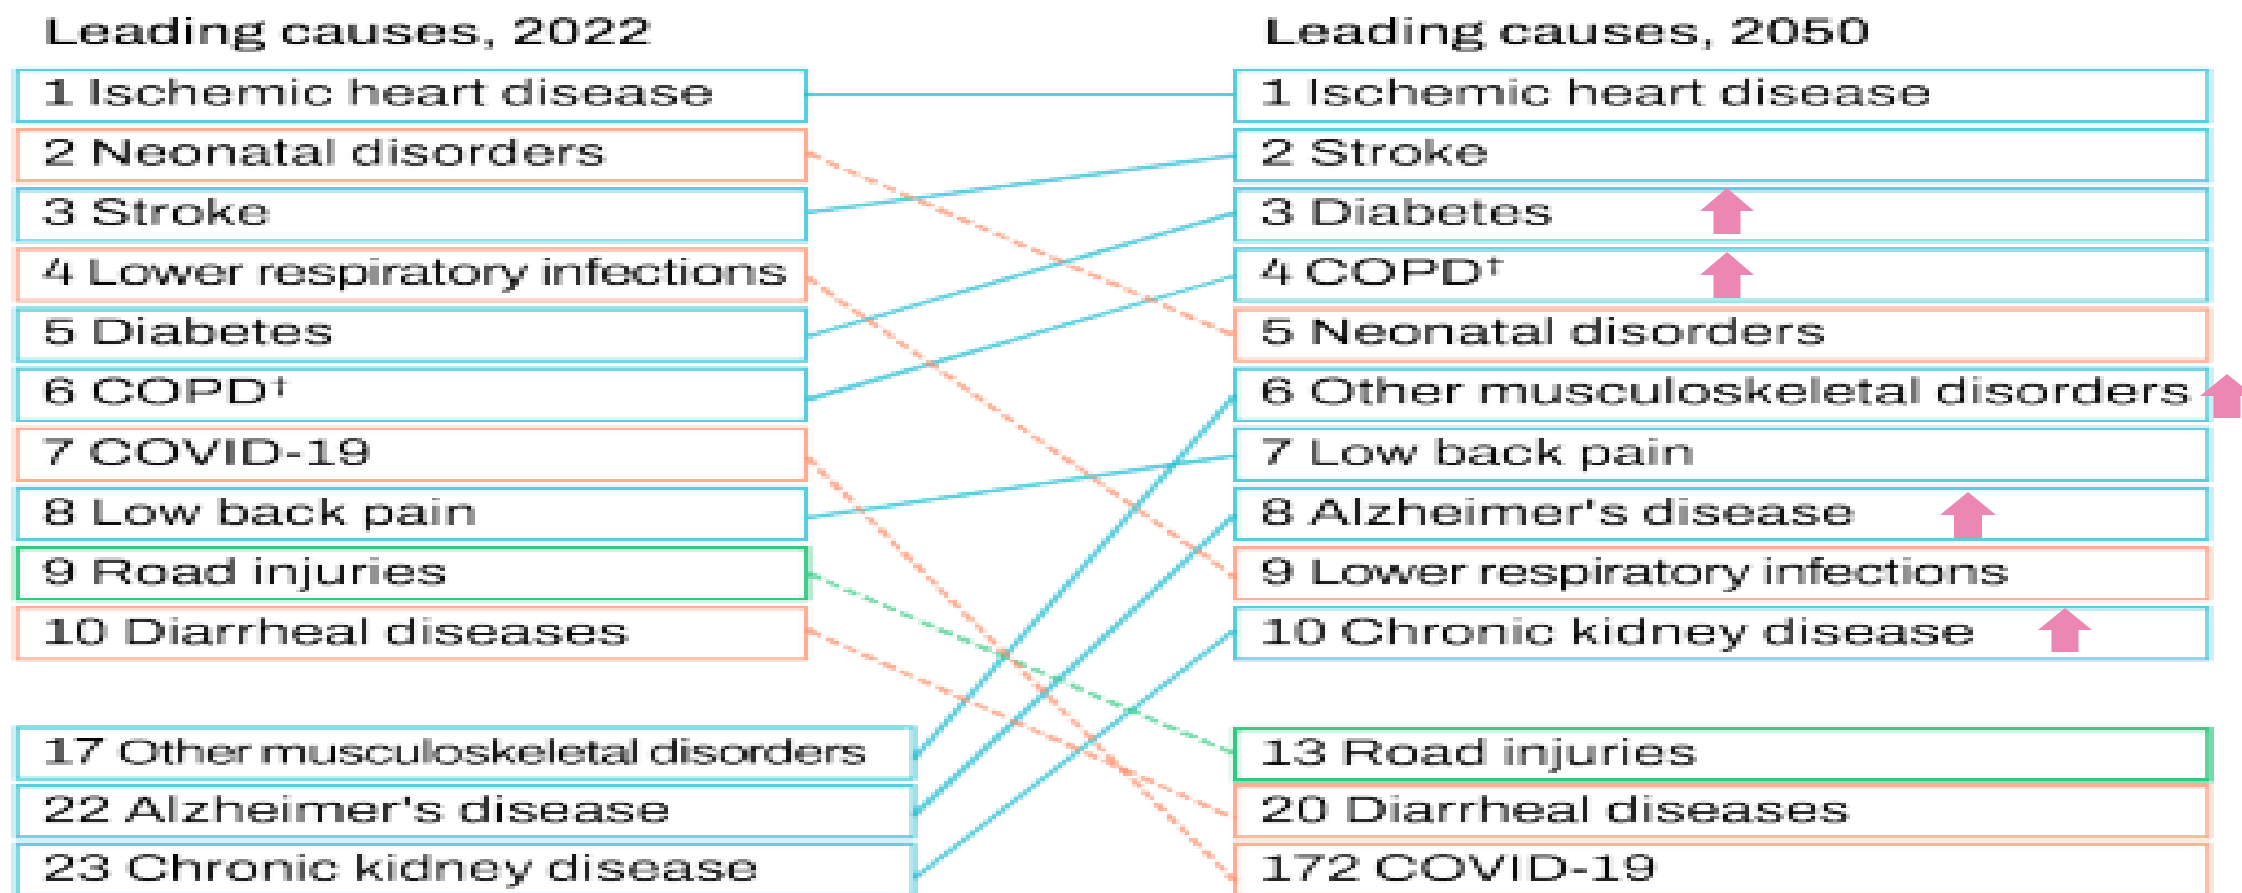 Leading causes, 2022
1 Ischemic heart disease
2 Neonatal disorders
3 Stroke
4 Lower respiratory infections
5 Diabetes
6 COPD†
7 COVID-19
8 Low back pain
9 Road injuries
10 Diarrheal diseases
17 Other musculoskeletal disorders
22 Alzheimer's disease
23 Chronic kidney disease
Leading causes, 2050
1 Ischemic heart disease
2 Stroke
3 Diabetes
4 COPD†
5 Neonatal disorders
6 Other musculoskeletal disorders
7 Low back pain
8 Alzheimer's disease
9 Lower respiratory infections
10 Chronic kidney disease
13 Road injuries
20 Diarrheal diseases
172 COVID-19